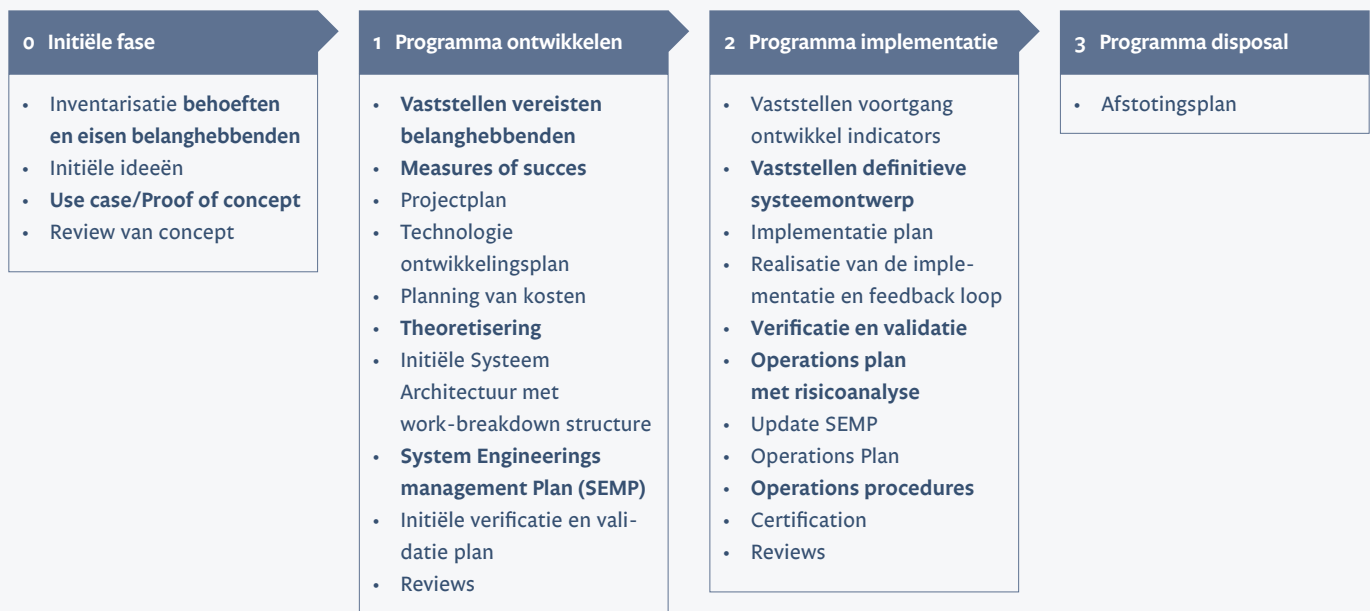 0 Initiële fase
• Inventarisatie behoeften
en eisen belanghebbenden
• Initiële ideeën
• Use case/Proof of concept
• Review van concept
1 Programma ontwikkelen
• Vaststellen vereisten
belanghebbenden
• Measures of succes
• Projectplan
• Technologie
ontwikkelingsplan
• Planning van kosten
• Theoretisering
• Initiële Systeem
Architectuur met
work-breakdown structure
• System Engineerings
management Plan (SEMP)
• Initiële verificatie en vali-
datie plan
• Reviews
2 Programma implementatie
• Vaststellen voortgang
ontwikkel indicators
• Vaststellen definitieve
systeemontwerp
• Implementatie plan
• Realisatie van de imple-
mentatie en feedback loop
• Verificatie en validatie
• Operations plan
met risicoanalyse
• Update SEMP
• Operations Plan
• Operations procedures
• Certification
• Reviews
3 Programma disposal
• Afstotingsplan